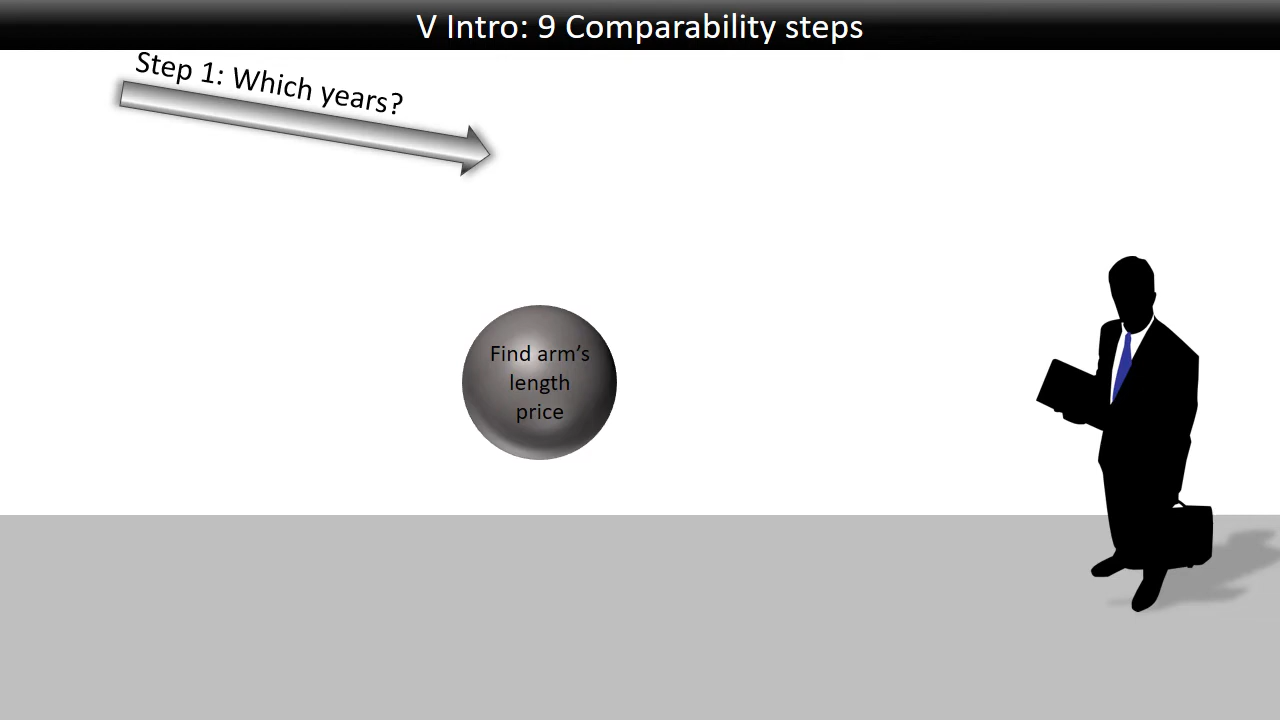 V Intro: 9 Comparability steps
Step 1: Which years?
Find arm’s
length
price